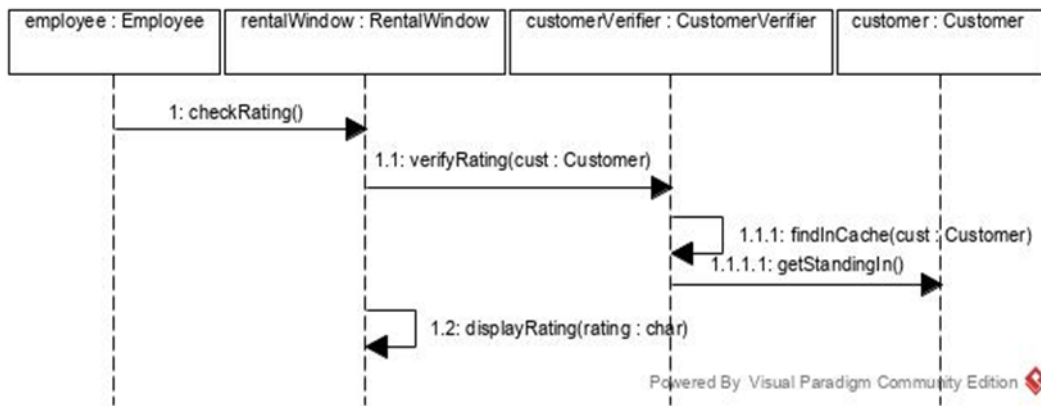 employee : Employee
rentalWindow : RentalWindow
customerVerifier : CustomerVerifier
customer : Customer
1: checkRating()
1.1: verifyRating(cust : Customer)
1.1.1: findInCache(cust : Customer)
1.1.1.1: getStandingIn()
1.2: displayRating(rating : char)
Powered By Visual Paradigm Community Edition